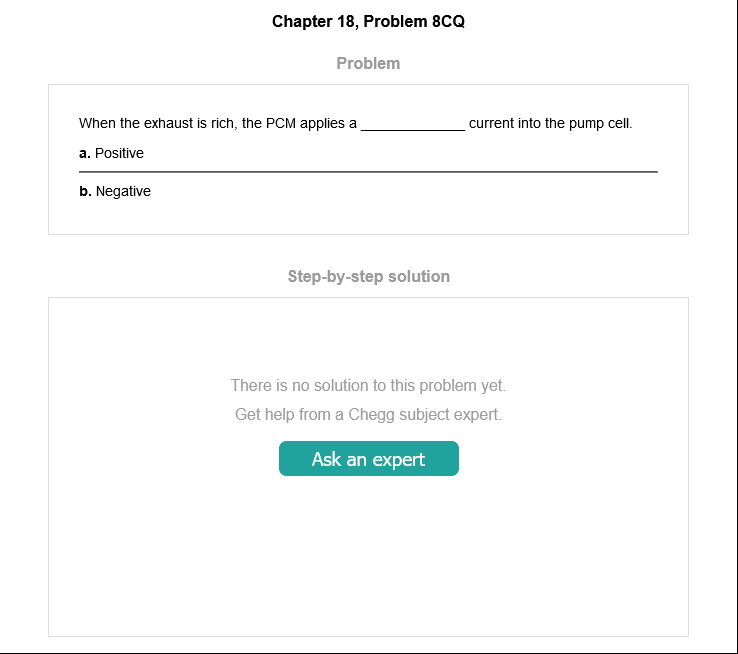 Chapter 18, Problem 8CQ
Problem
When the exhaust is rich, the PCM applies a _____________ current into the pump cell.
a. Positive
b. Negative
Step-by-step solution
There is no solution to this problem yet.
Get help from a Chegg subject expert.
Ask an expert